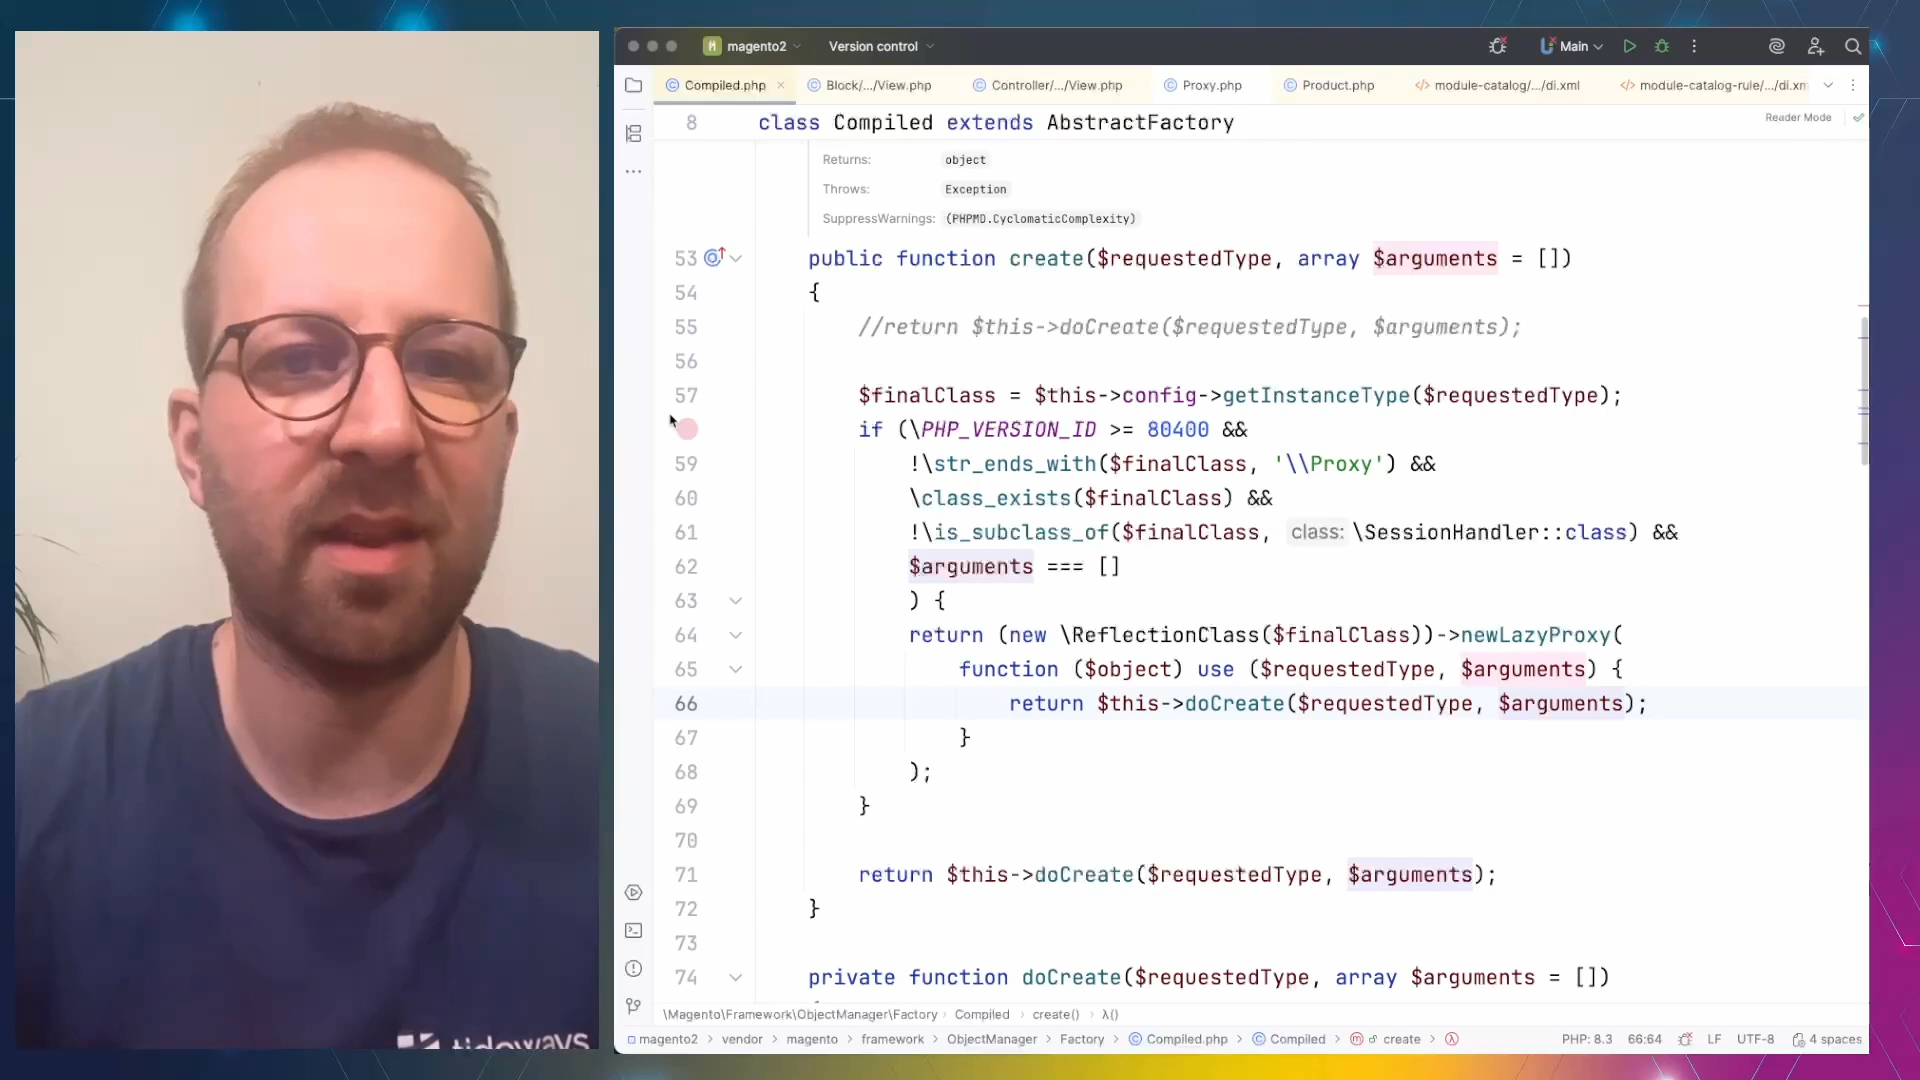 magento2
Version control
Main
Compiled.php
Block/.../View.php
Controller/.../View.php
Proxy.php
Product.php
module-catalog/.../di.xml
module-catalog-rule/.../di.xm
8 class Compiled extends AbstractFactory
Reader Mode
Returns: object
Throws: Exception
SuppressWarnings: (PHPMD.CyclomaticComplexity)
53 public function create($requestedType, array $arguments = [])
54 {
55 //return $this->doCreate($requestedType, $arguments);
56
57 $finalClass = $this->config->getInstanceType($requestedType);
if (\PHP_VERSION_ID >= 80400 &&
59 !\str_ends_with($finalClass, '\\Proxy') &&
60 \class_exists($finalClass) &&
61 !\is_subclass_of($finalClass, class: \SessionHandler::class) &&
62 $arguments === []
63 ) {
64 return (new \ReflectionClass($finalClass))->newLazyProxy(
65 function ($object) use ($requestedType, $arguments) {
66 return $this->doCreate($requestedType, $arguments);
67 }
68 );
69 }
70
71 return $this->doCreate($requestedType, $arguments);
72 }
73
74 private function doCreate($requestedType, array $arguments = [])
\Magento\Framework\ObjectManager\Factory › Compiled › create() › λ()
magento2 > vendor > magento > framework > ObjectManager > Factory > Compiled.php > Compiled > create >
PHP: 8.3 66:64 LF UTF-8 4 spaces
tideways